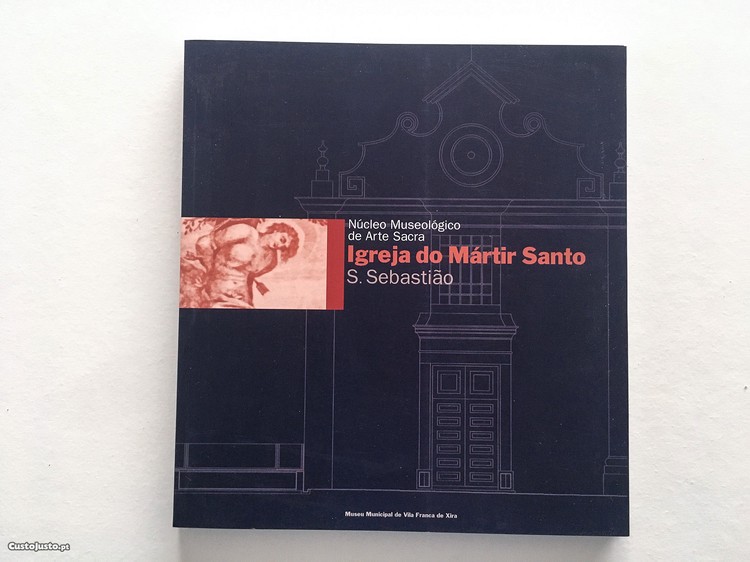 Núcleo Museológico
de Arte Sacra
Igreja do Mártir Santo
S. Sebastião
Museu Municipal de Vila Franca de Xira
CustoJusto.pt